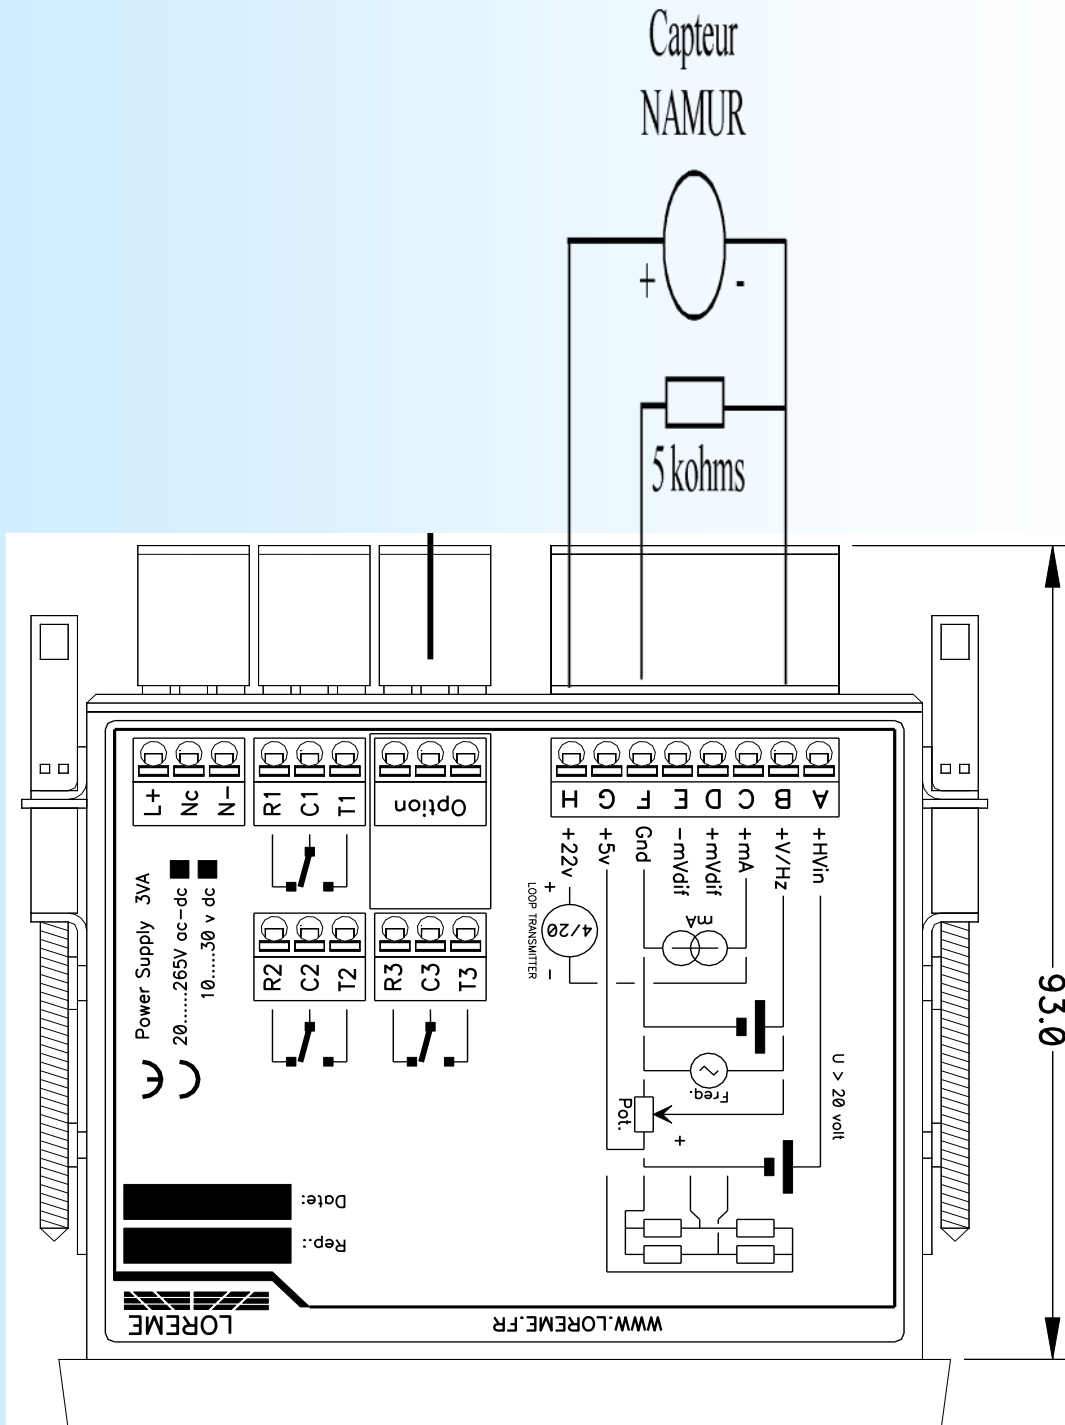 Capteur
NAMUR
+
-
5 kohms
L+
Nc
N-
R1
C1
T1
Option
H
G
F
E
D
C
B
A
+22v
+5v
Gnd
-mVdif
+mVdif
+mA
+V/Hz
+HVin
Power Supply 3VA
20......265V ac-dc
10.....30 v dc
R2
C2
T2
R3
C3
T3
+
4/20
-
LOOP TRANSMITTER
mA
Freq.
Pot.
+
U > 20 volt
93.0
CE
Date:
Rep.:
LOREME
WWW.LOREME.FR